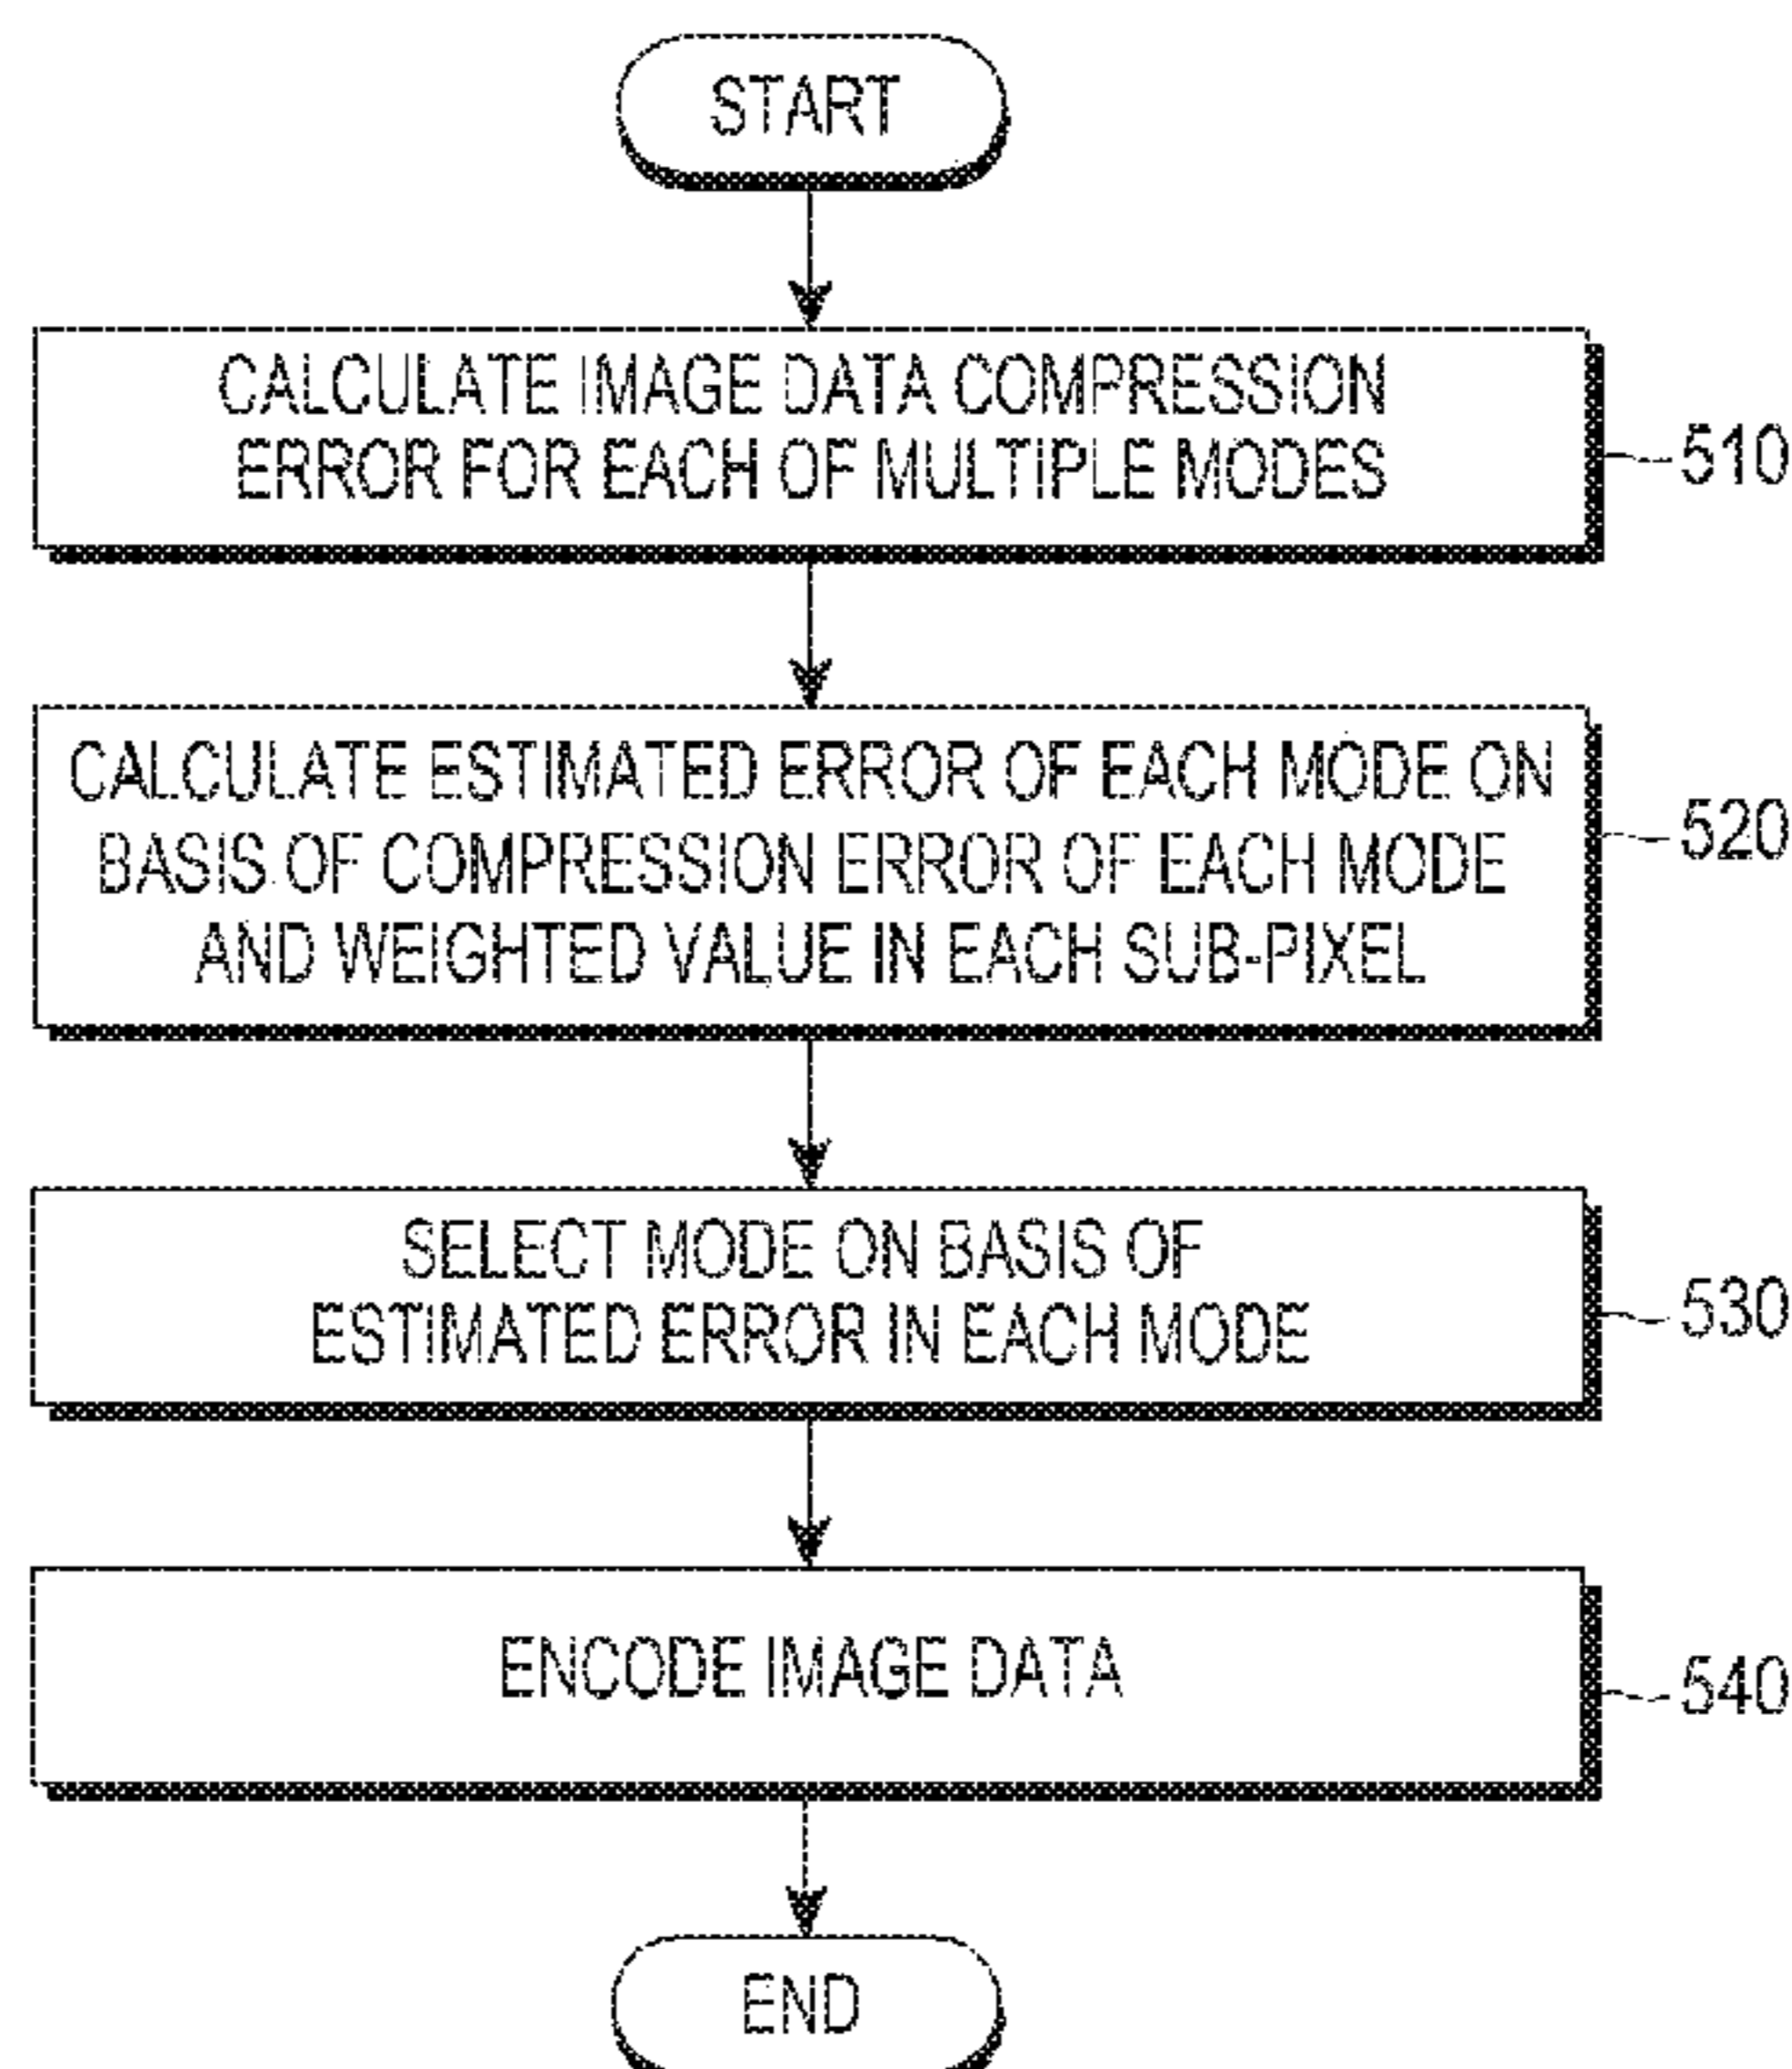 START
CALCULATE IMAGE DATA COMPRESSION
ERROR FOR EACH OF MULTIPLE MODES
510
CALCULATE ESTIMATED ERROR OF EACH MODE ON
BASIS OF COMPRESSION ERROR OF EACH MODE
AND WEIGHTED VALUE IN EACH SUB-PIXEL
520
SELECT MODE ON BASIS OF
ESTIMATED ERROR IN EACH MODE
530
ENCODE IMAGE DATA
540
END